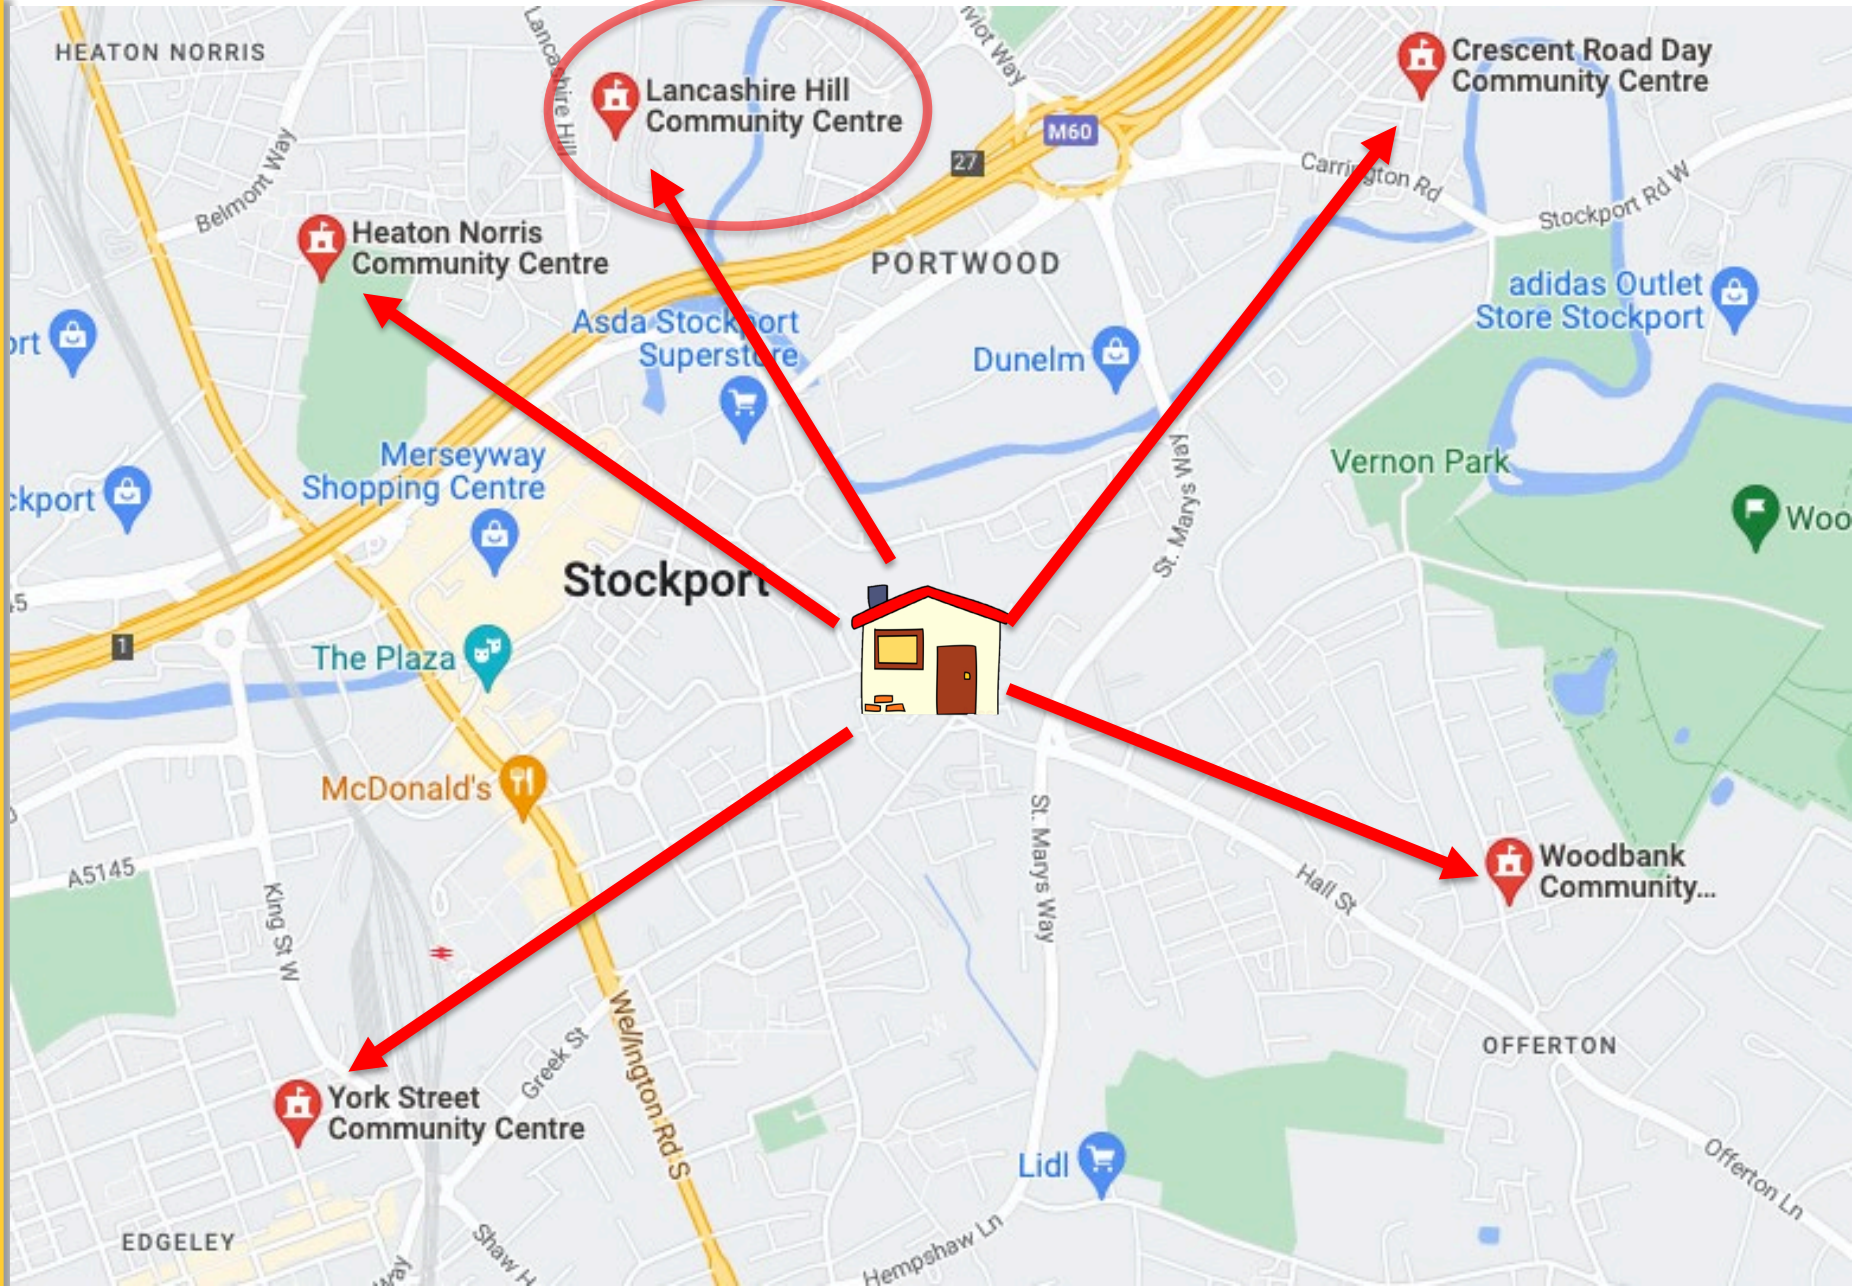 HEATON NORRIS
Lancashire Hill
Lancashire Hill
Community Centre
Crescent Road Day
Community Centre
M60
27
Belmont Way
Carrington Rd
Stockport Rd W
Heaton Norris
Community Centre
PORTWOOD
adidas Outlet
Store Stockport
Asda Stockport
Superstore
Dunelm
Merseyway
Shopping Centre
Vernon Park
St. Marys Way
Stockport
1
The Plaza
McDonald's
A5145
King St W
St. Marys Way
Hall St
Woodbank
Community...
Wellington Rd S
Greek St
OFFERTON
York Street
Community Centre
Lidl
Offerton Ln
EDGELEY
Hempshaw Ln